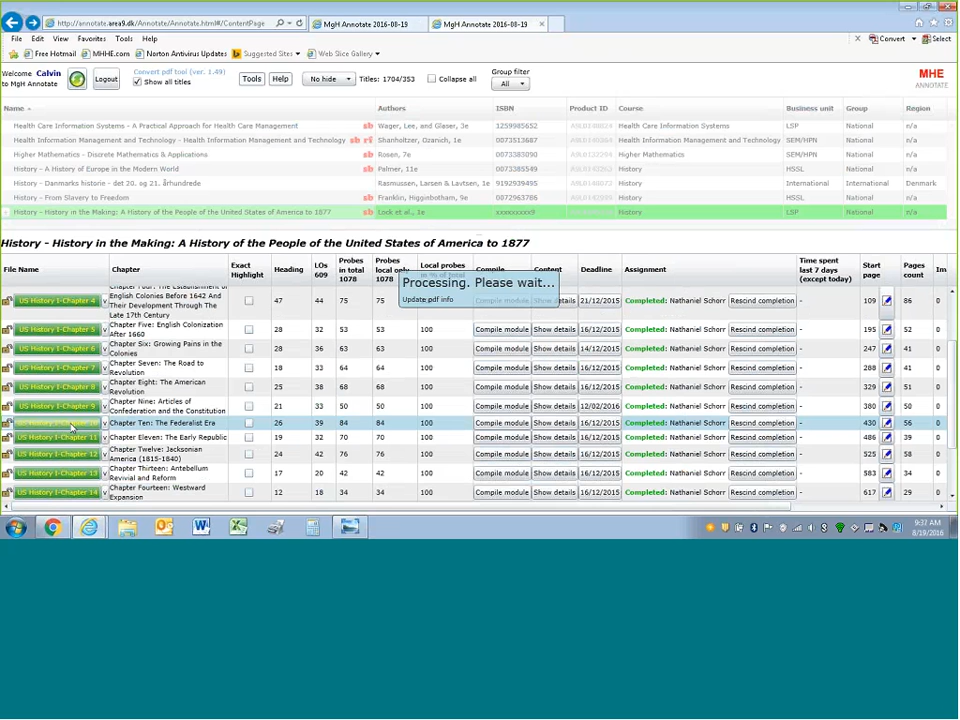 http://annotate.area9.dk/Annotate/Annotate.html#/ContentPage
MgH Annotate 2016-08-19
MgH Annotate 2016-08-19
File Edit View Favorites Tools Help
Convert Select
Free Hotmail MHHE.com Norton Antivirus Updates Suggested Sites Web Slice Gallery
Welcome Calvin to MgH Annotate
Logout
Convert pdf tool (ver. 1.49)
Show all titles
Tools Help No hide Titles: 1704/353 Collapse all
Group filter
All
MHE
ANNOTATE
Name Authors ISBN Product ID Course Business unit Group Region
Health Care Information Systems - A Practical Approach for Health Care Management sb Wager, Lee, and Glaser, 3e 1259985652 Health Care Information Systems LSP National n/a
Health Information Management and Technology - Health Information Management and Technology sb rf Shanholtzer, Ozanich, 1e 0073513687 Health Information Management and Technology SEM/HPN National n/a
Higher Mathematics - Discrete Mathematics & Applications Rosen, 7e 0073383090 Higher Mathematics SEM/HPN National n/a
History - A History of Europe in the Modern World sb Palmer, 11e 0073385549 History HSSL National n/a
History - Danmarks historie - det 20. og 21. århundrede Rasmussen, Larsen & Lavtsen, 1e 9192939495 History International International Denmark
History - From Slavery to Freedom sb Franklin, Higginbotham, 9e 0072963786 History HSSL National n/a
History - History in the Making: A History of the People of the United States of America to 1877 sb Lock et al., 1e xxxxxxxxx9 History LSP National n/a
History - History in the Making: A History of the People of the United States of America to 1877
File Name Chapter Exact Highlight Heading LOs 609 Probes in total 1078 Probes local only 1078 Local probes in % of total Compile Content Deadline Assignment Time spent last 7 days (except today) Start page Pages count Im
Processing. Please wait...
Update pdf info
US History I-Chapter 4 English Colonies Before 1642 And Their Development Through The Late 17th Century 47 44 75 75 100 Compile module Show details 21/12/2015 Completed: Nathaniel Schorr Rescind completion - 109 86 0
US History I-Chapter 5 Chapter Five: English Colonization After 1660 28 32 53 53 100 Compile module Show details 16/12/2015 Completed: Nathaniel Schorr Rescind completion - 195 52 0
US History I-Chapter 6 Chapter Six: Growing Pains in the Colonies 28 36 63 63 100 Compile module Show details 14/12/2015 Completed: Nathaniel Schorr Rescind completion - 247 41 0
US History I-Chapter 7 Chapter Seven: The Road to Revolution 18 33 64 64 100 Compile module Show details 16/12/2015 Completed: Nathaniel Schorr Rescind completion - 288 41 0
US History I-Chapter 8 Chapter Eight: The American Revolution 25 38 68 68 100 Compile module Show details 16/12/2015 Completed: Nathaniel Schorr Rescind completion - 329 51 0
US History I-Chapter 9 Chapter Nine: Articles of Confederation and the Constitution 21 33 50 50 100 Compile module Show details 12/02/2016 Completed: Nathaniel Schorr Rescind completion - 380 50 0
Chapter Ten: The Federalist Era 26 39 84 84 100 Compile module Show details 16/12/2015 Completed: Nathaniel Schorr Rescind completion - 430 56 0
US History I-Chapter 11 Chapter Eleven: The Early Republic 19 32 70 70 100 Compile module Show details 16/12/2015 Completed: Nathaniel Schorr Rescind completion - 486 39 0
US History I-Chapter 12 Chapter Twelve: Jacksonian America (1815-1840) 24 42 76 76 100 Compile module Show details 16/12/2015 Completed: Nathaniel Schorr Rescind completion - 525 58 0
US History I-Chapter 13 Chapter Thirteen: Antebellum Revival and Reform 17 20 42 42 100 Compile module Show details 16/12/2015 Completed: Nathaniel Schorr Rescind completion - 583 34 0
US History I-Chapter 14 Chapter Fourteen: Westward Expansion 12 18 34 34 100 Compile module Show details 16/12/2015 Completed: Nathaniel Schorr Rescind completion - 617 29 0
9:37 AM
8/19/2016